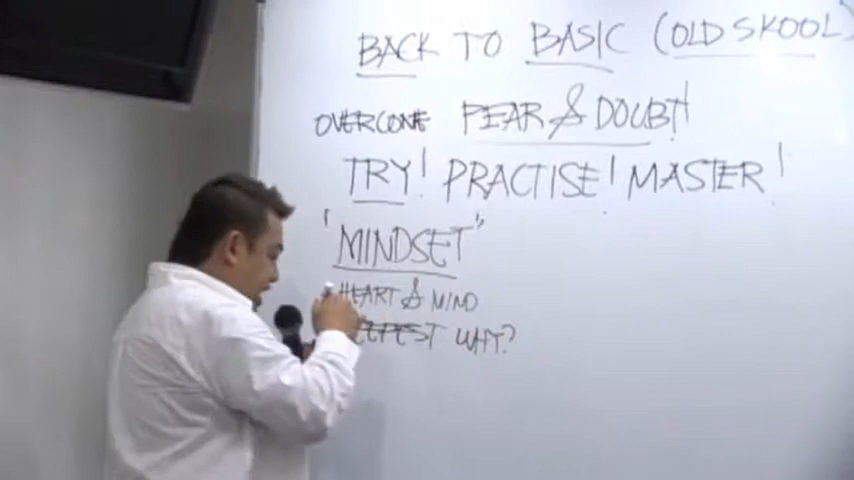 BACK TO BASIC (OLD SKOOL)
OVERCOME FEAR & DOUBT!
TRY! PRACTISE! MASTER!
"MINDSET"
HEART & MIND
DEEPEST WHY?